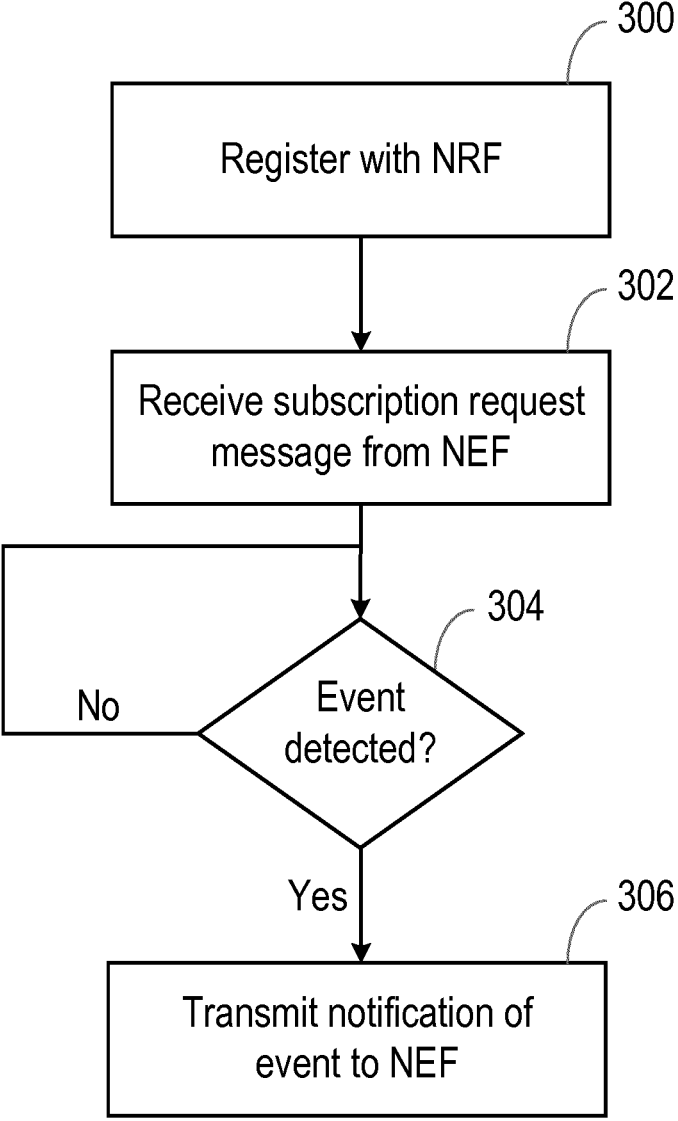 300
Register with NRF
302
Receive subscription request
message from NEF
304
Event
detected?
No
Yes
306
Transmit notification of
event to NEF